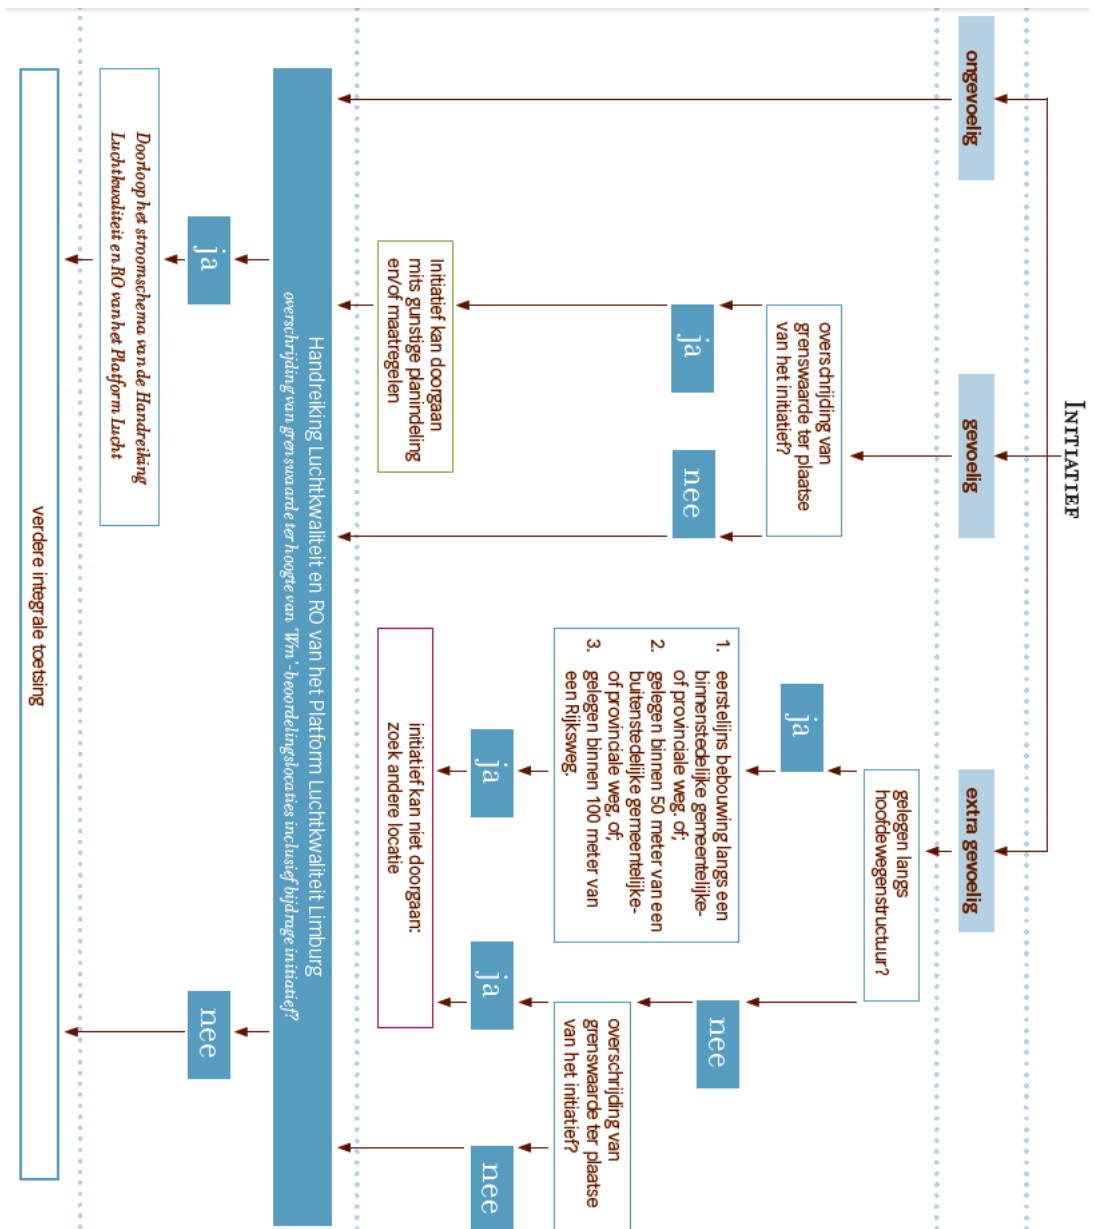 INITIATIEF
ongevoelig
gevoelig
extra gevoelig
overschrijding van
grenswaarde ter plaatse
van het initiatief?
gelegen langs
hoofdewegenstructuur?
ja
nee
ja
nee
1. eerstelijns bebouwing langs een
binnenstedelijke gemeentelijke-
of provinciale weg. of;
2. gelegen binnen 50 meter van een
buitenstedelijke gemeentelijke-
of provinciale weg, of;
3. gelegen binnen 100 meter van
een Rijksweg.
overschrijding van
grenswaarde ter plaatse
van het initiatief?
ja
ja
nee
Initiatief kan doorgaan
mits gunstige planindeling
en/of maatregelen
initiatief kan niet doorgaan:
zoek andere locatie
Handreiking Luchtkwaliteit en RO van het Platform Luchtkwaliteit Limburg
overschrijding van grenswaarde ter hoogte van 'Wm'-beoordelingslocaties inclusief bijdrage initiatief?
ja
nee
Doorloop het stroomschema van de Handreiking
Luchtkwaliteit en RO van het Platform Lucht
verdere integrale toetsing